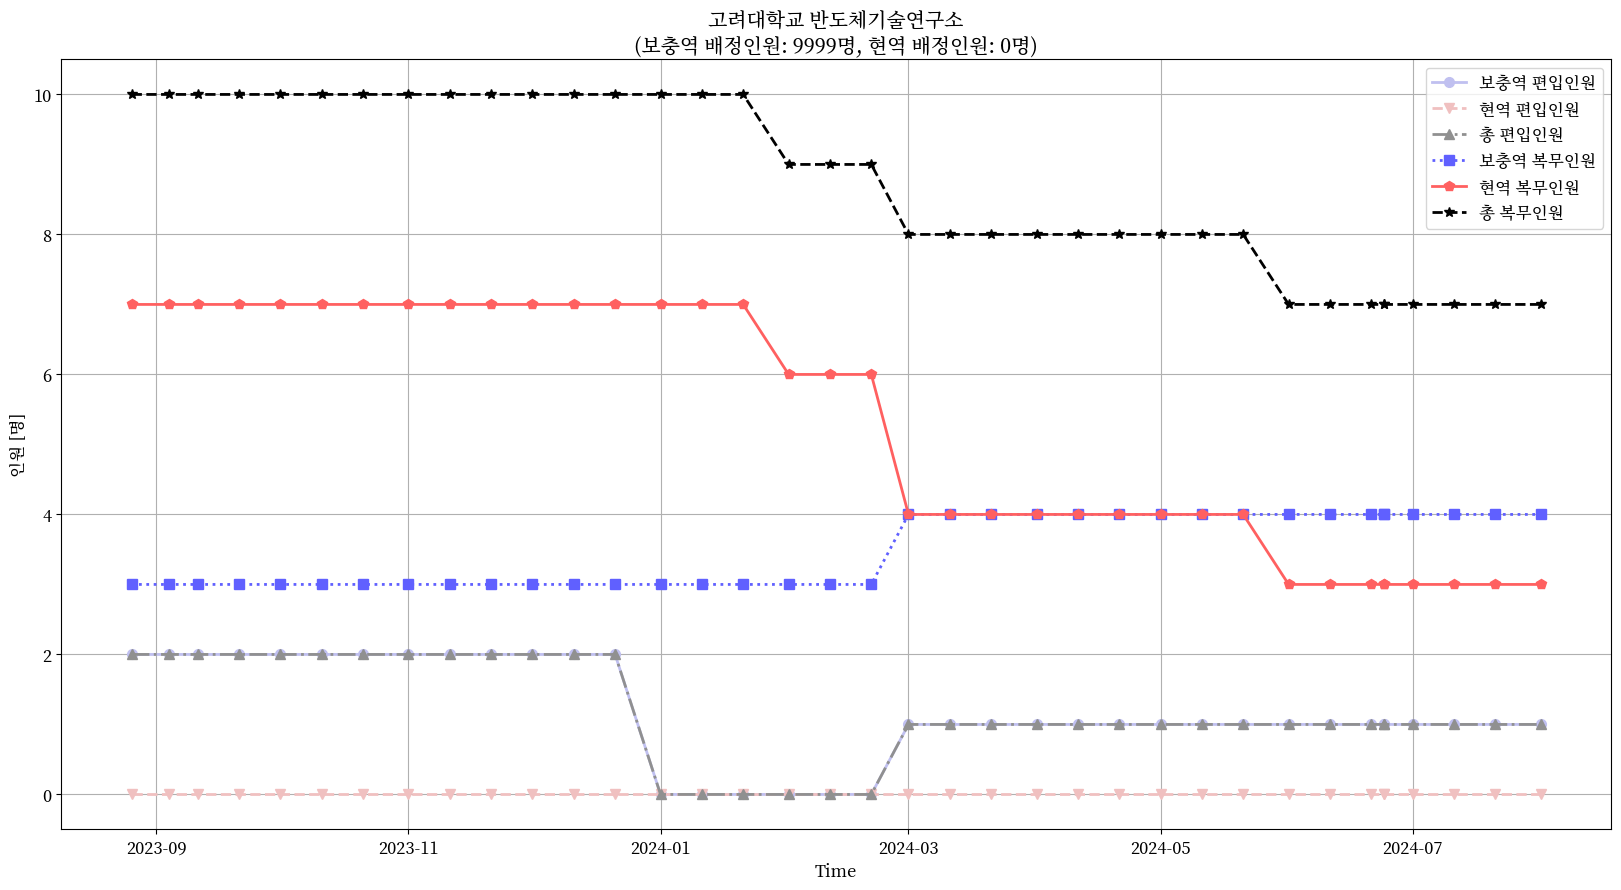 고려대학교 반도체기술연구소
(보충역 배정인원: 9999명, 현역 배정인원: 0명)
보충역 편입인원
현역 편입인원
총 편입인원
보충역 복무인원
현역 복무인원
총 복무인원
인원 [명]
10
8
6
4
2
0
2023-09
2023-11
2024-01
2024-03
2024-05
2024-07
Time